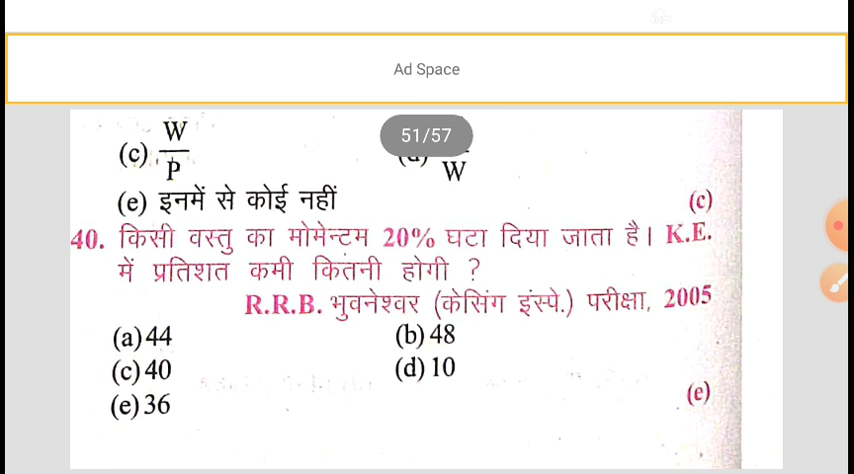 Ad Space
51/57
(c) W/P
W
(e) इनमें से कोई नहीं (c)
40. किसी वस्तु का मोमेन्टम 20% घटा दिया जाता है। K.E.
में प्रतिशत कमी कितनी होगी ?
R.R.B. भुवनेश्वर (केसिंग इंस्पे.) परीक्षा, 2005
(a) 44 (b) 48
(c) 40 (d) 10
(e) 36 (e)